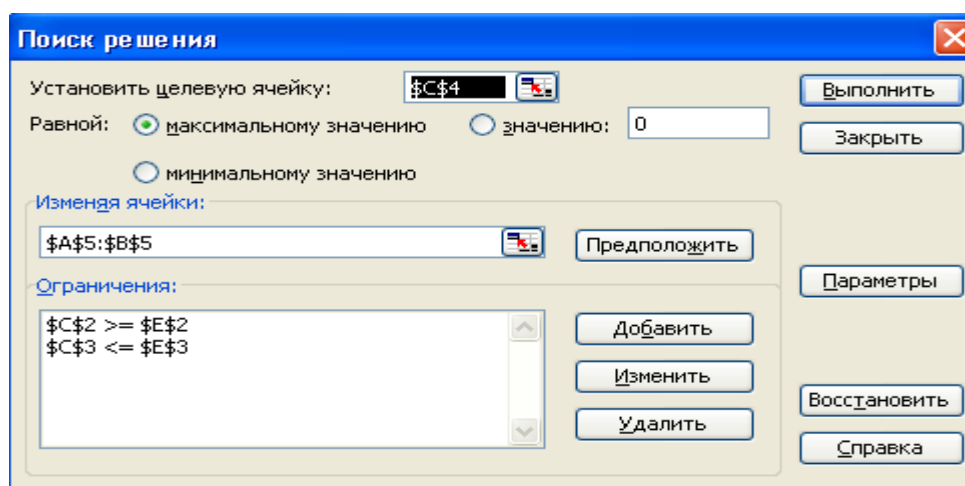 Поиск решения
Установить целевую ячейку: $C$4
Выполнить
Равной: максимальному значению значению: 0
Закрыть
минимальному значению
Изменяя ячейки:
$A$5:$B$5
Предположить
Параметры
Ограничения:
$C$2 >= $E$2
$C$3 <= $E$3
Добавить
Изменить
Удалить
Восстановить
Справка